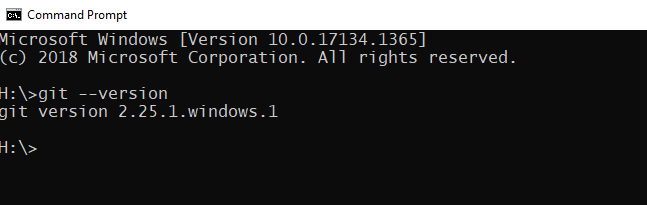 Command Prompt
Microsoft Windows [Version 10.0.17134.1365]
(c) 2018 Microsoft Corporation. All rights reserved.
H:\>git --version
git version 2.25.1.windows.1
H:\>